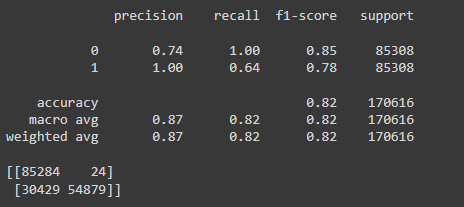 precision recall f1-score support
0 0.74 1.00 0.85 85308
1 1.00 0.64 0.78 85308
accuracy 0.82 170616
macro avg 0.87 0.82 0.82 170616
weighted avg 0.87 0.82 0.82 170616
[[85284 24]
[30429 54879]]